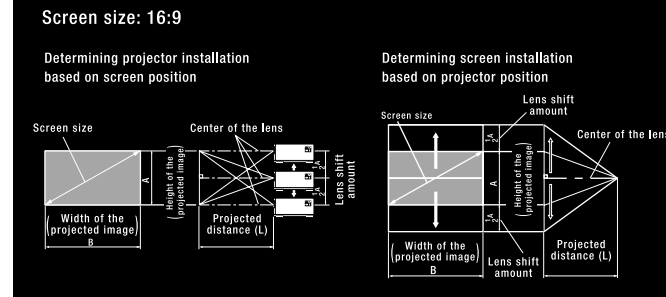 Screen size: 16:9
Determining projector installation
based on screen position
Screen size
Center of the lens
A
(Height of the
projected image)
1/2 A
1/2 A
Lens shift
amount
(Width of the
projected image)
B
Projected
distance (L)
Determining screen installation
based on projector position
Lens shift
amount
Screen size
Center of the lens
1/2 A
A
1/2 A
(Height of the
projected image)
(Width of the
projected image)
B
Lens shift
amount
Projected
distance (L)